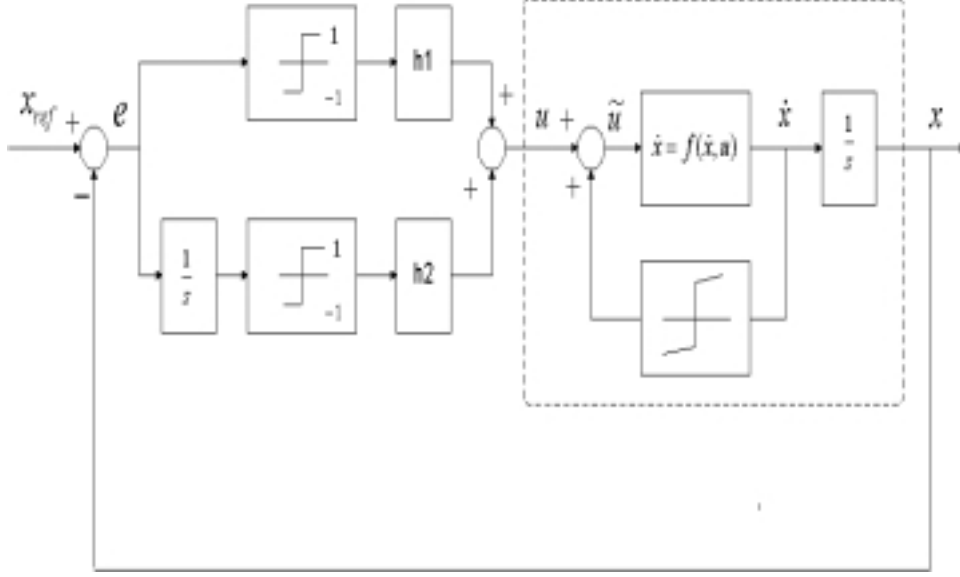 1
-1
h1
x_ref + e
+
u + ũ
ẋ = f(ẋ,u)
ẋ
1/s
x
−
+
+
1/s
1
-1
h2